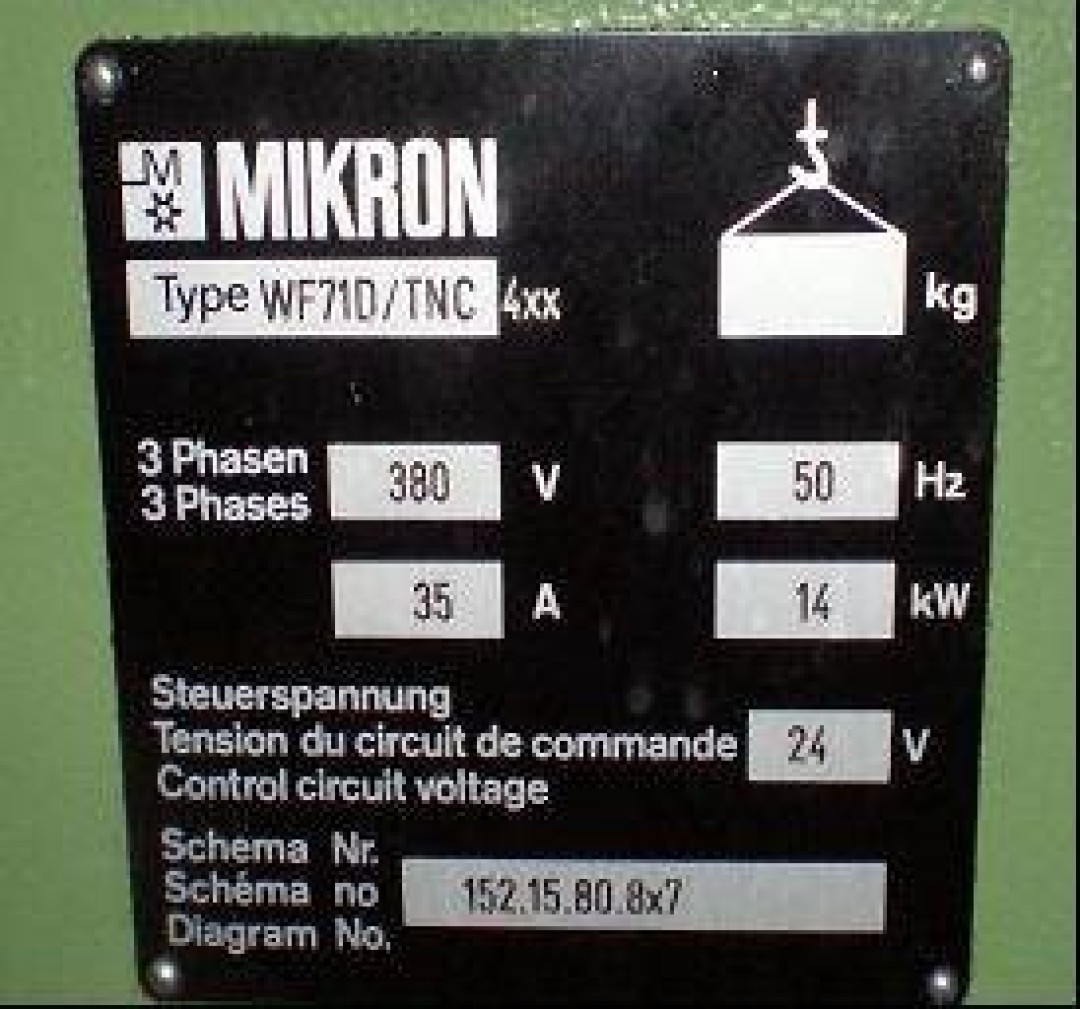 M MIKRON
Type WF71D/TNC 4xx
kg
3 Phasen
3 Phases
380 V
50 Hz
35 A
14 kW
Steuerspannung
Tension du circuit de commande 24 V
Control circuit voltage
Schema Nr.
Schéma no 152.15.80.8x7
Diagram No.